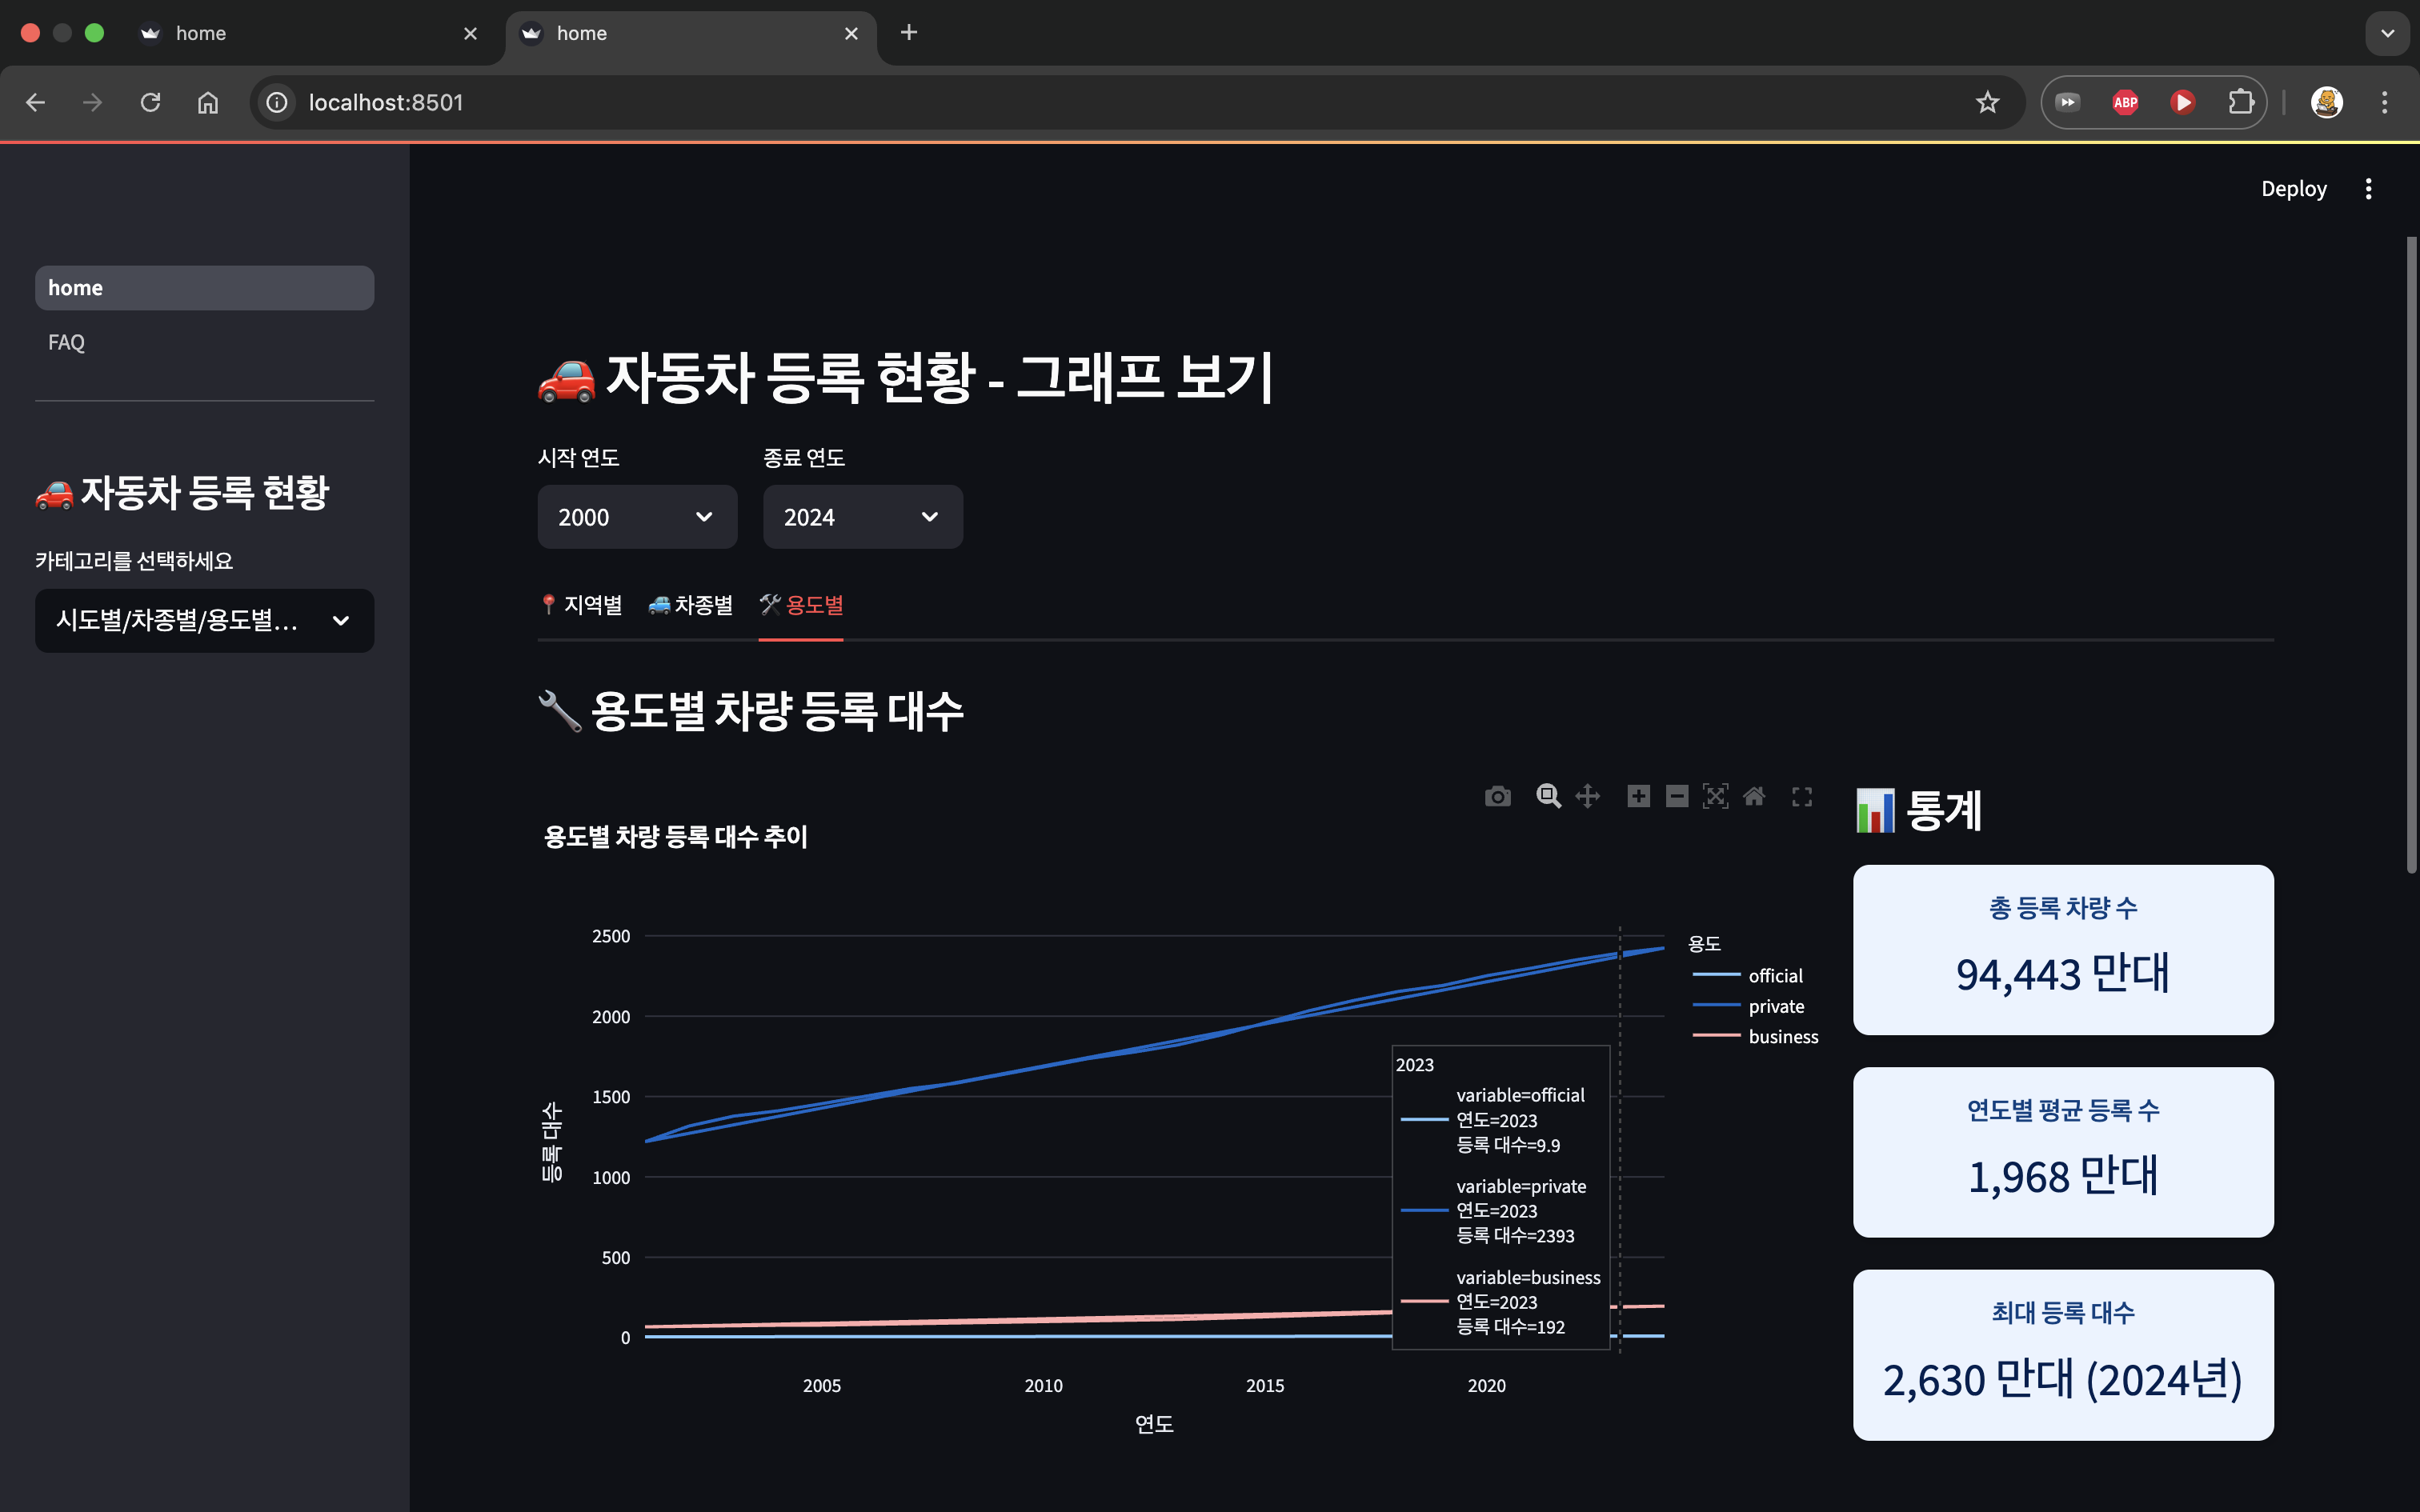 home
home
localhost:8501
ABP
Deploy
home
FAQ
자동차 등록 현황
카테고리를 선택하세요
시도별/차종별/용도별...
자동차 등록 현황 - 그래프 보기
시작 연도
종료 연도
2000
2024
지역별
차종별
용도별
용도별 차량 등록 대수
용도별 차량 등록 대수 추이
2500
2000
1500
1000
500
0
등록 대수
2005
2010
2015
2020
연도
용도
official
private
business
2023
variable=official
연도=2023
등록 대수=9.9
variable=private
연도=2023
등록 대수=2393
variable=business
연도=2023
등록 대수=192
통계
총 등록 차량 수
94,443 만대
연도별 평균 등록 수
1,968 만대
최대 등록 대수
2,630 만대 (2024년)